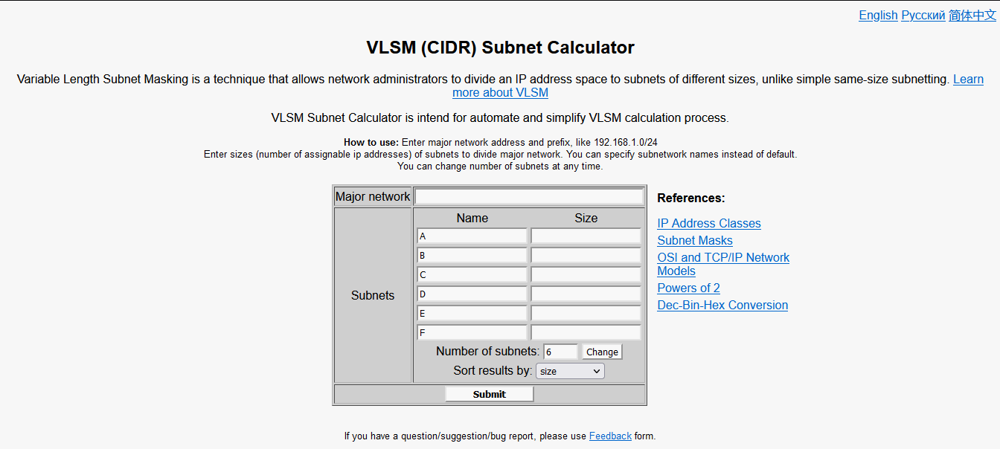 English Русский 简体中文
VLSM (CIDR) Subnet Calculator
Variable Length Subnet Masking is a technique that allows network administrators to divide an IP address space to subnets of different sizes, unlike simple same-size subnetting. Learn
more about VLSM
VLSM Subnet Calculator is intend for automate and simplify VLSM calculation process.
How to use: Enter major network address and prefix, like 192.168.1.0/24
Enter sizes (number of assignable ip addresses) of subnets to divide major network. You can specify subnetwork names instead of default.
You can change number of subnets at any time.
Major network
Subnets
Name Size
A
B
C
D
E
F
Number of subnets: 6 Change
Sort results by: size
Submit
References:
IP Address Classes
Subnet Masks
OSI and TCP/IP Network
Models
Powers of 2
Dec-Bin-Hex Conversion
If you have a question/suggestion/bug report, please use Feedback form.